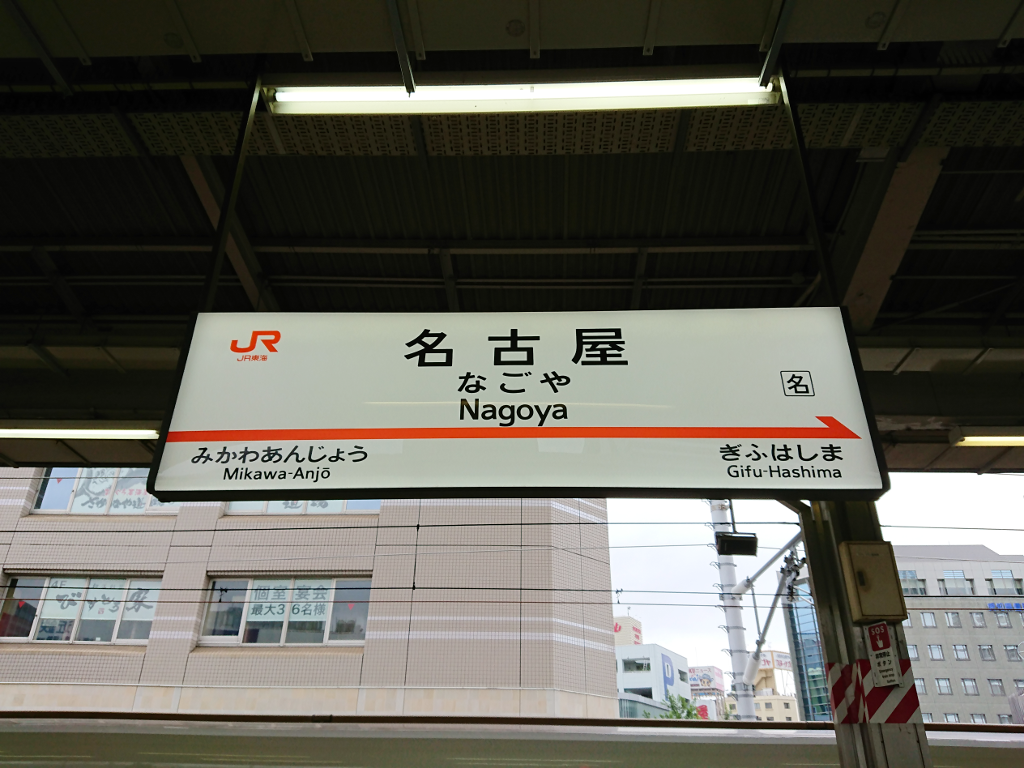 JR
JR東海
名古屋
なごや
Nagoya
名
みかわあんじょう
Mikawa-Anjō
ぎふはしま
Gifu-Hashima
個室 宴会
最大36名様
SOS